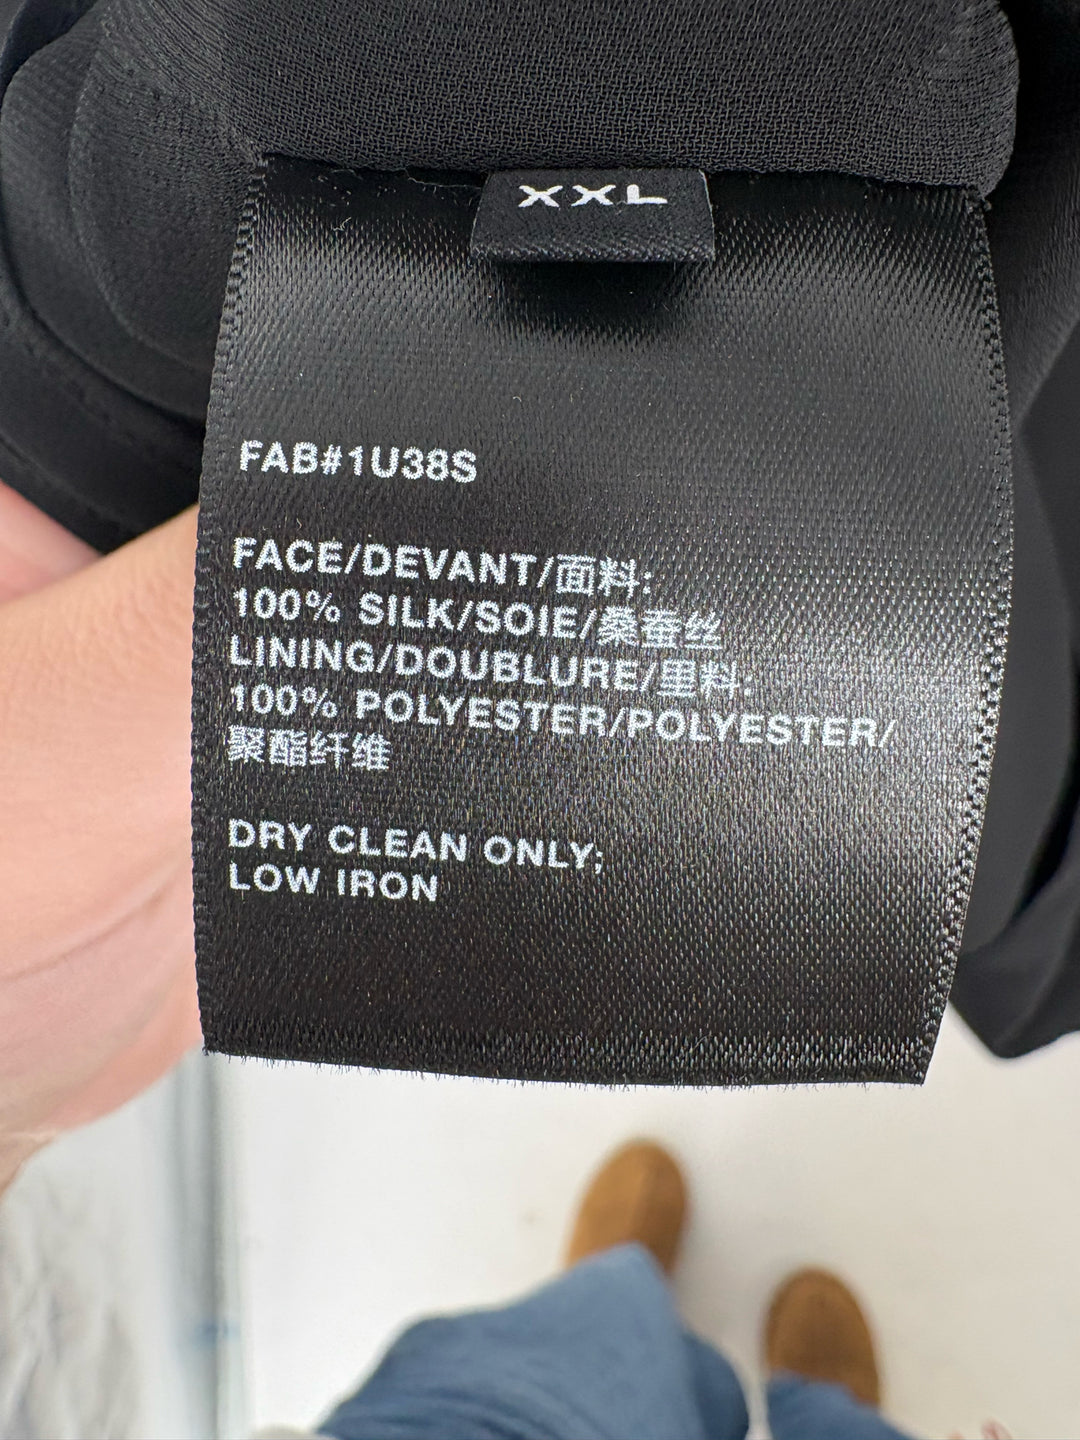 XXL
FAB#1U38S
FACE/DEVANT/面料:
100% SILK/SOIE/桑蚕丝
LINING/DOUBLURE/里料:
100% POLYESTER/POLYESTER/
聚酯纤维
DRY CLEAN ONLY;
LOW IRON